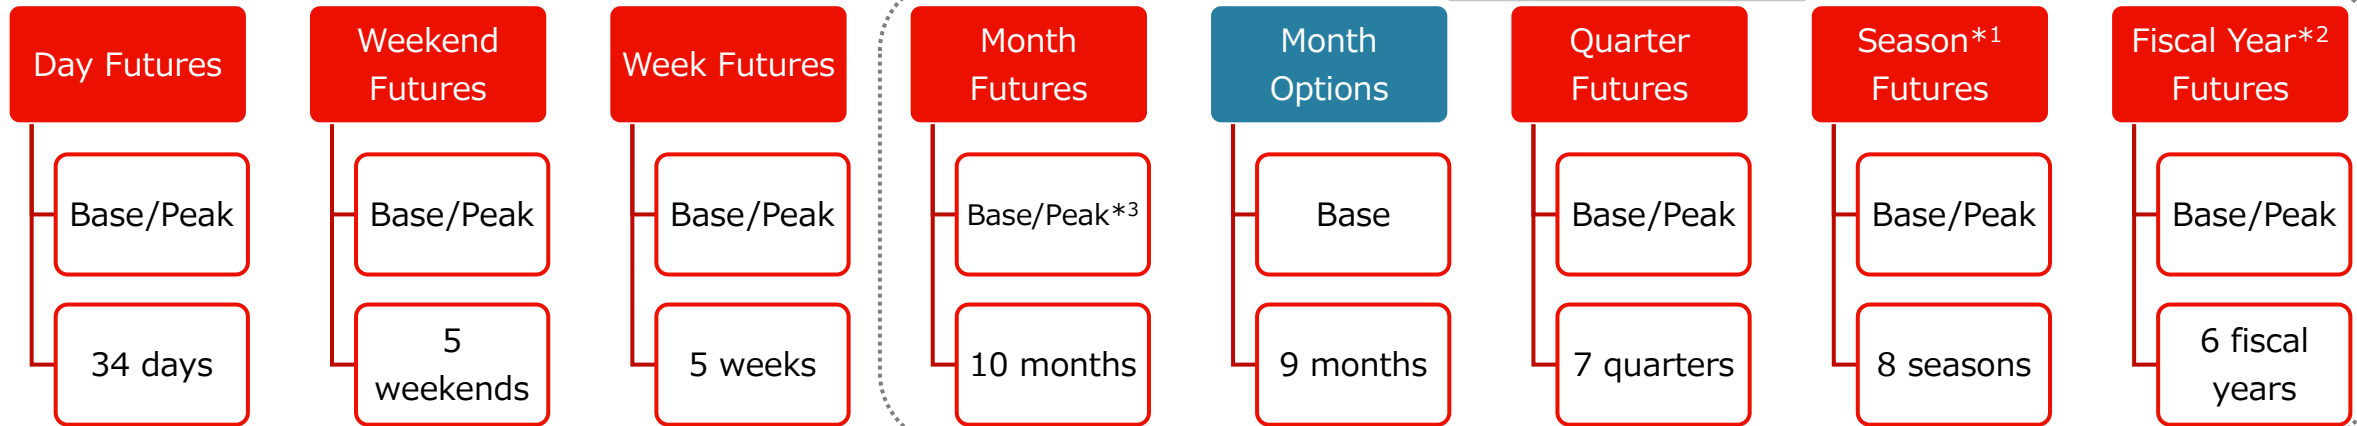 Day Futures
Base/Peak
34 days
Weekend
Futures
Base/Peak
5
weekends
Week Futures
Base/Peak
5 weeks
Month
Futures
Base/Peak*3
10 months
Month
Options
Base
9 months
Quarter
Futures
Base/Peak
7 quarters
Season*1
Futures
Base/Peak
8 seasons
Fiscal Year*2
Futures
Base/Peak
6 fiscal
years